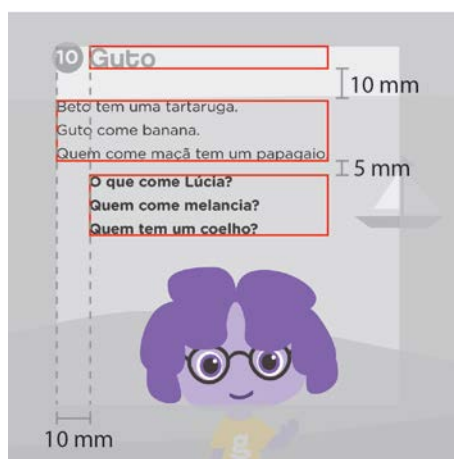 10 Guto
10 mm
Beto tem uma tartaruga.
Guto come banana.
Quem come maçã tem um papagaio.
5 mm
O que come Lúcia?
Quem come melancia?
Quem tem um coelho?
g
10 mm